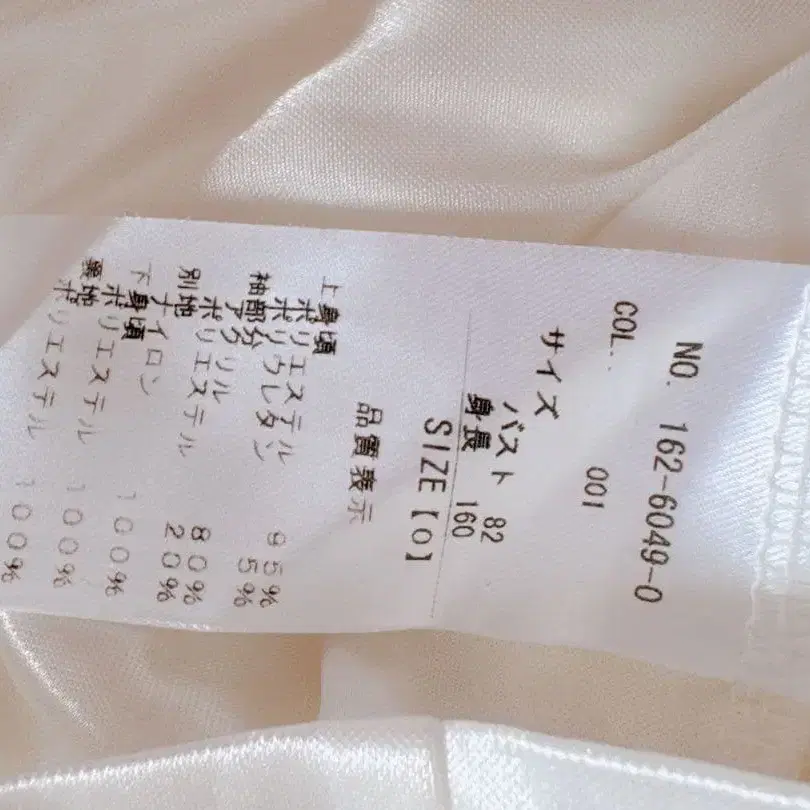 NO. 162-6049-0
COL. 001
サイズ
バスト 82
身長 160
SIZE【0】
品質表示
上身頃
ポリエステル 95%
ポリウレタン 5%
袖部分
アクリル 80%
ポリエステル 20%
別地
ナイロン 100%
下身頃
ポリエステル 100%
裏地
ポリエステル 100%